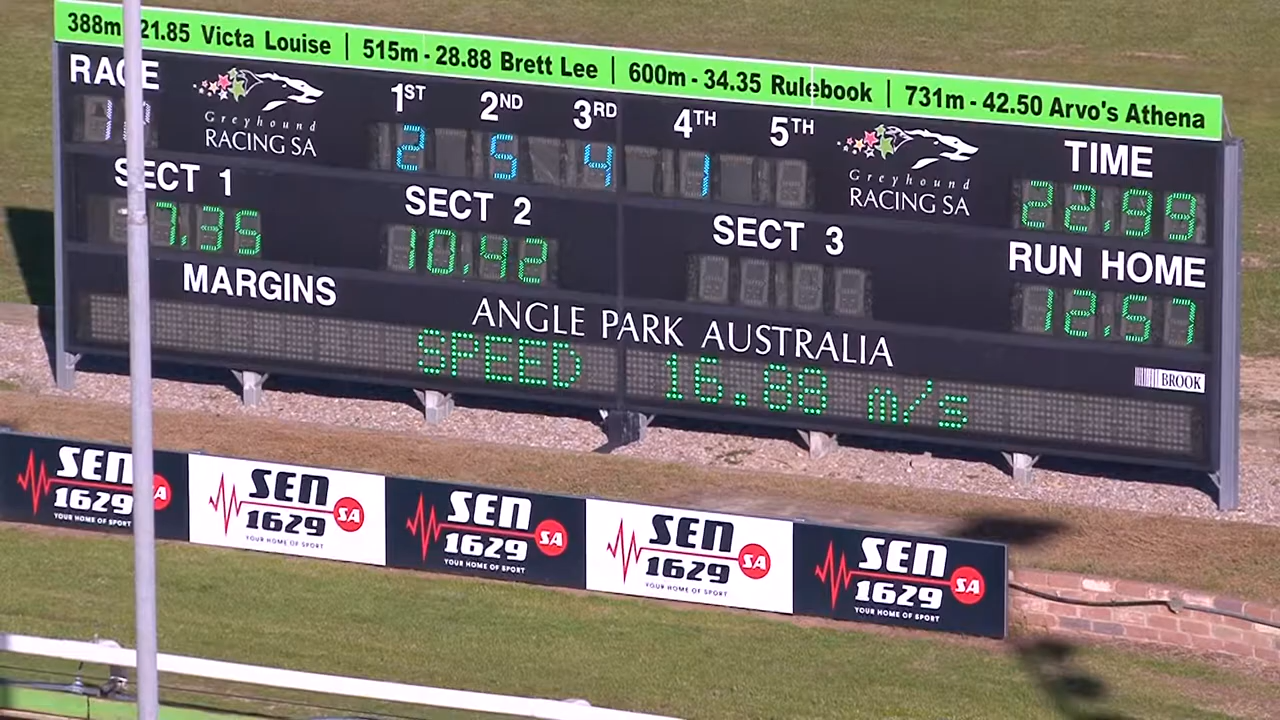 388m 21.85 Victa Louise | 515m - 28.88 Brett Lee | 600m - 34.35 Rulebook | 731m - 42.50 Arvo's Athena
RACE
Greyhound
RACING SA
1ST 2ND 3RD 4TH 5TH
2 5 4 1
Greyhound
RACING SA
TIME
22.99
SECT 1
7.35
SECT 2
10.42
SECT 3
RUN HOME
12.57
MARGINS
ANGLE PARK AUSTRALIA
SPEED 16.88 m/s
BROOK
SEN
1629
SA
YOUR HOME OF SPORT
SEN
1629
SA
YOUR HOME OF SPORT
SEN
1629
SA
YOUR HOME OF SPORT
SEN
1629
SA
YOUR HOME OF SPORT
SEN
1629
SA
YOUR HOME OF SPORT